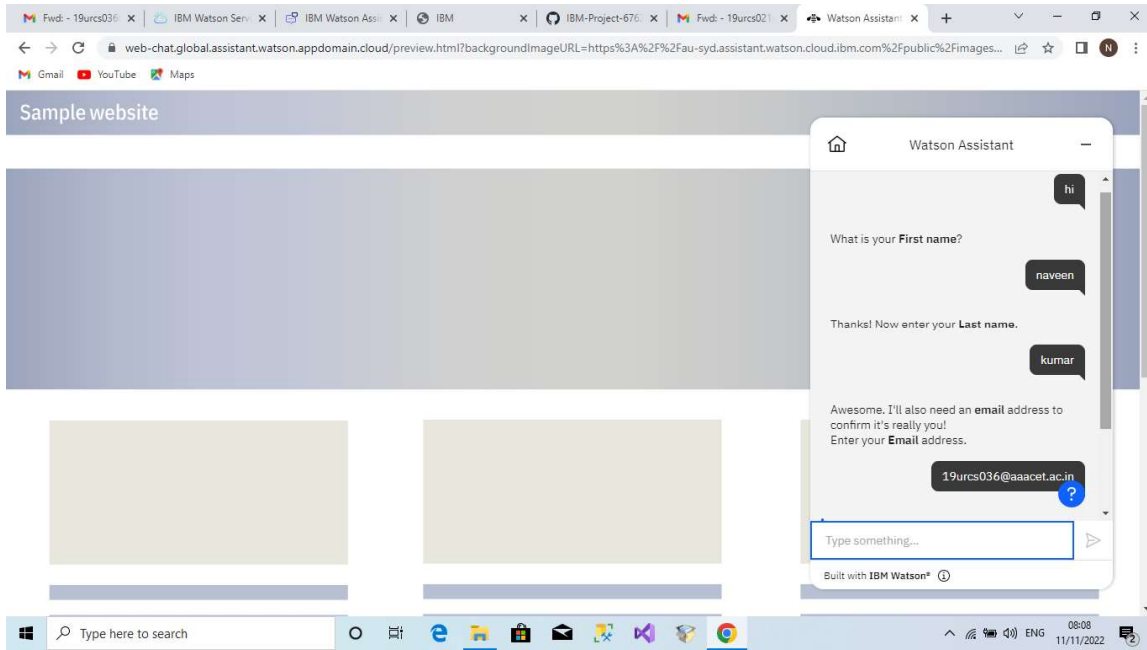 Fwd: - 19urcs036
IBM Watson Serv
IBM Watson Assis
IBM
IBM-Project-676
Fwd: - 19urcs021
Watson Assistant
web-chat.global.assistant.watson.appdomain.cloud/preview.html?backgroundImageURL=https%3A%2F%2Fau-syd.assistant.watson.cloud.ibm.com%2Fpublic%2Fimages...
N
Gmail
YouTube
Maps
Sample website
Watson Assistant
hi
What is your First name?
naveen
Thanks! Now enter your Last name.
kumar
Awesome. I'll also need an email address to
confirm it's really you!
Enter your Email address.
19urcs036@aaacet.ac.in
?
Type something...
Built with IBM Watson®
Type here to search
ENG
08:08
11/11/2022
2